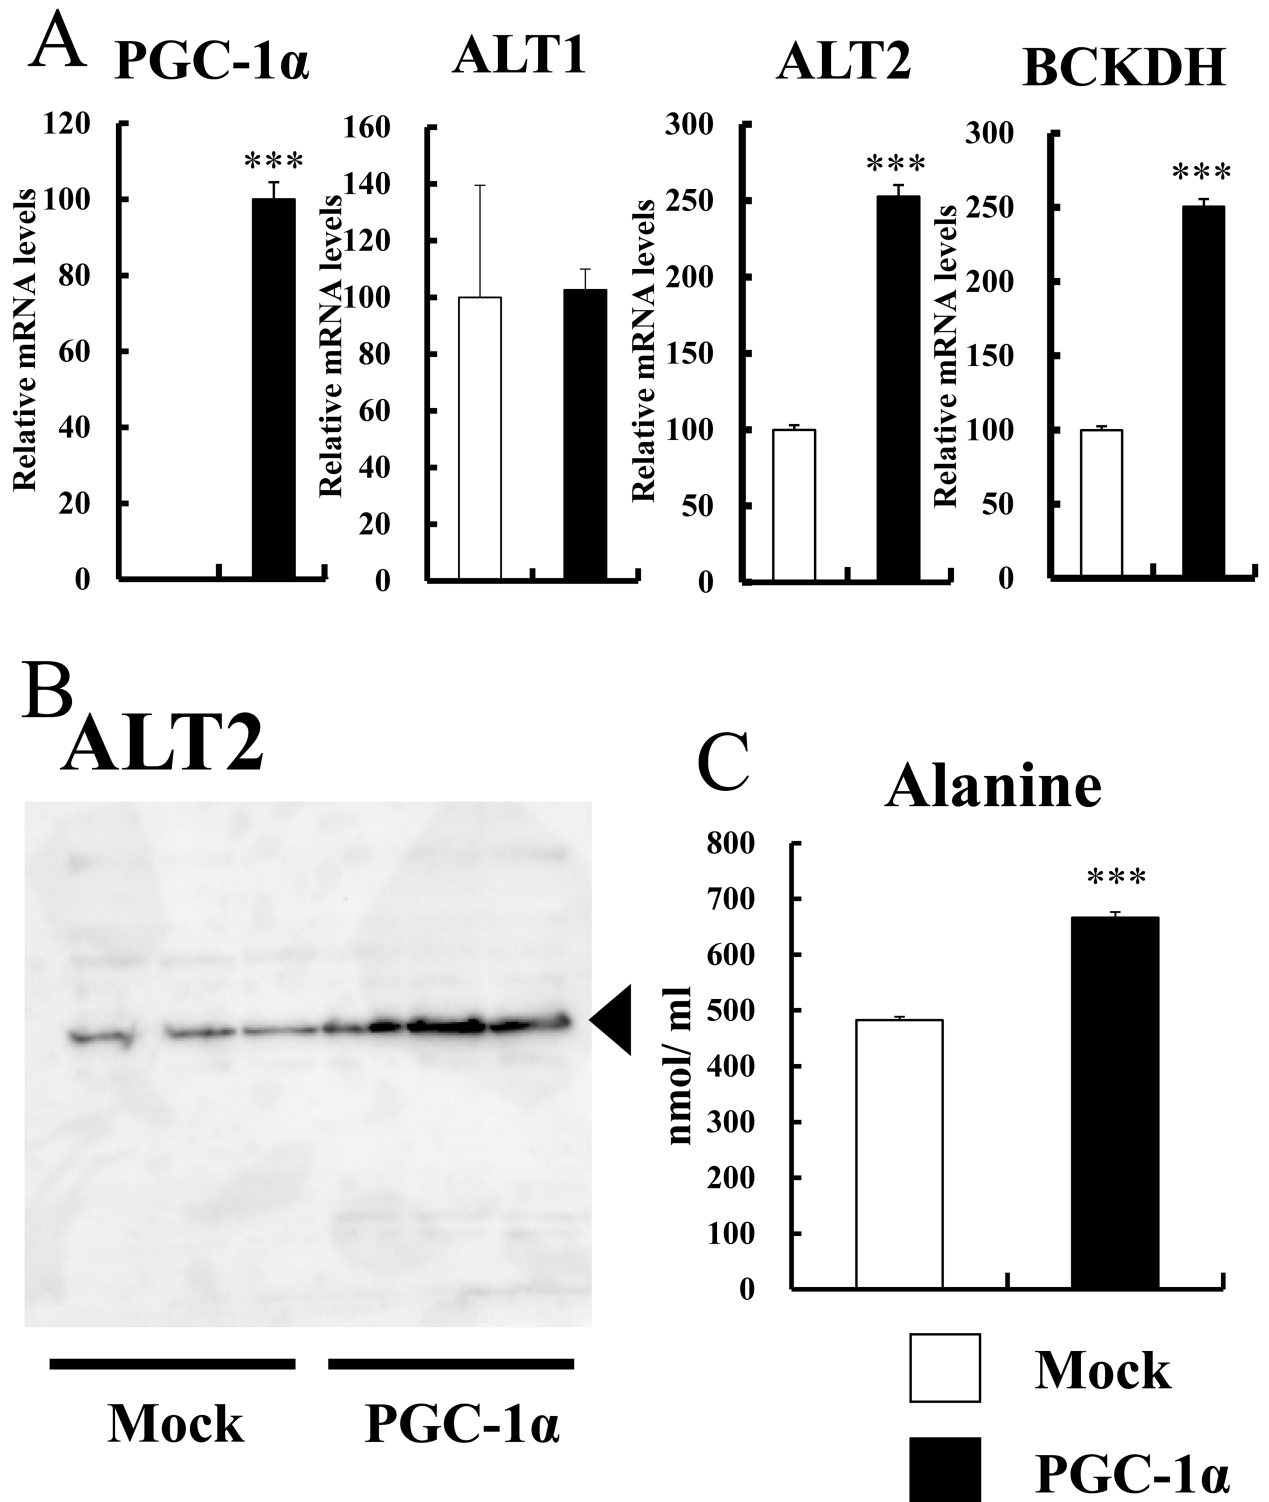 A
PGC-1α
ALT1
ALT2
BCKDH
Relative mRNA levels
120
100
80
60
40
20
0
***
Relative mRNA levels
160
140
120
100
80
60
40
20
0
Relative mRNA levels
300
250
200
150
100
50
0
***
Relative mRNA levels
300
250
200
150
100
50
0
***
B
ALT2
Mock
PGC-1α
C
Alanine
nmol/ ml
800
700
600
500
400
300
200
100
0
***
Mock
PGC-1α